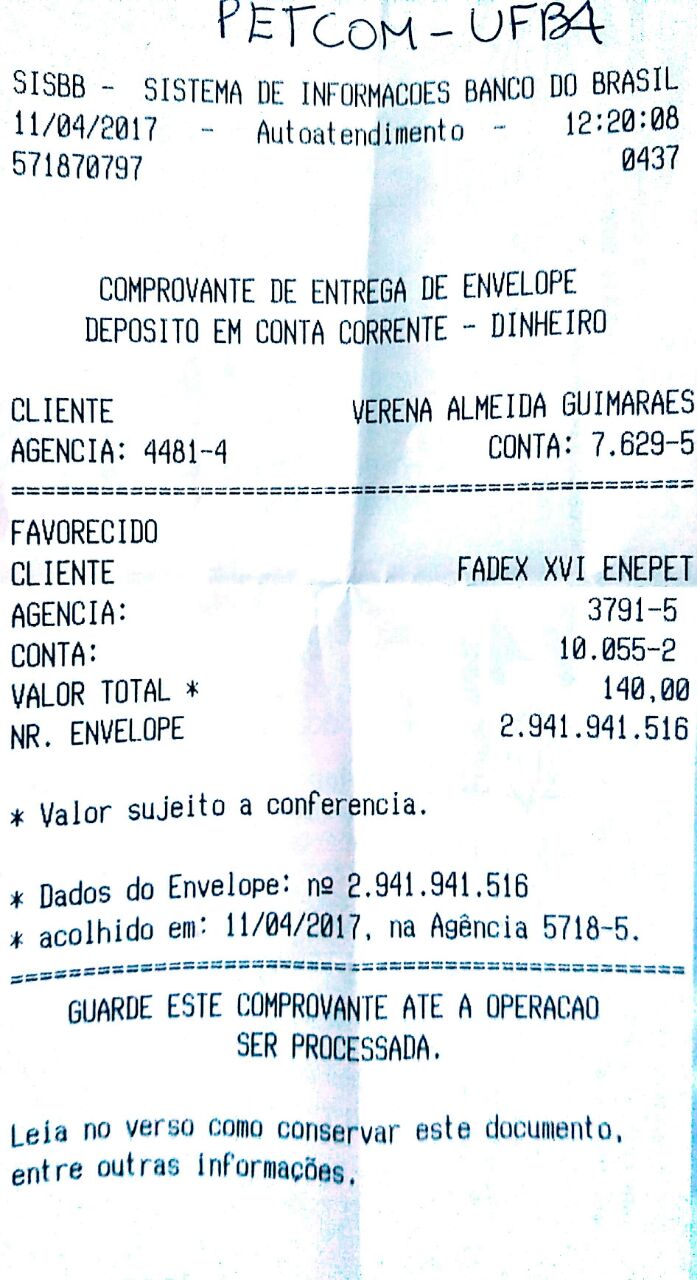 PETCOM - UFBA
SISBB - SISTEMA DE INFORMACOES BANCO DO BRASIL
11/04/2017 - Autoatendimento - 12:20:08
571870797 0437
COMPROVANTE DE ENTREGA DE ENVELOPE
DEPOSITO EM CONTA CORRENTE - DINHEIRO
CLIENTE VERENA ALMEIDA GUIMARAES
AGENCIA: 4481-4 CONTA: 7.629-5
================================================
FAVORECIDO
CLIENTE FADEX XVI ENEPET
AGENCIA: 3791-5
CONTA: 10.055-2
VALOR TOTAL * 140,00
NR. ENVELOPE 2.941.941.516
* Valor sujeito a conferencia.
* Dados do Envelope: nº 2.941.941.516
* acolhido em: 11/04/2017, na Agência 5718-5.
================================================
GUARDE ESTE COMPROVANTE ATE A OPERACAO
SER PROCESSADA.
Leia no verso como conservar este documento,
entre outras informações.